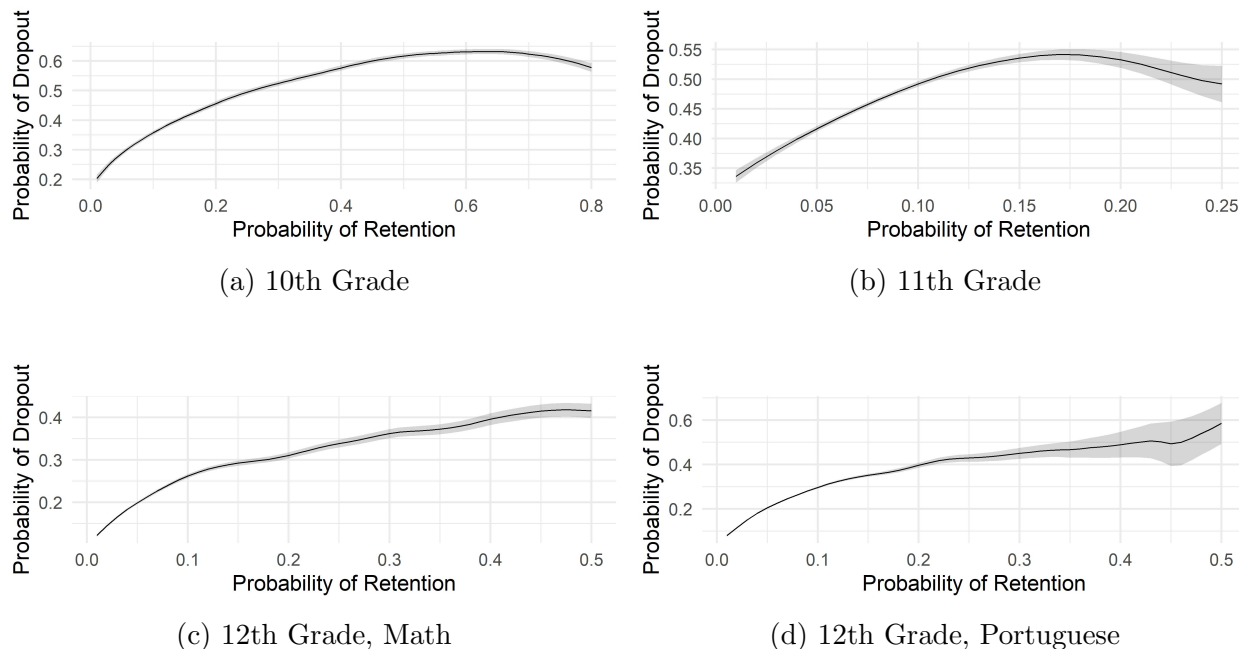 Probability of Dropout
0.6
0.5
0.4
0.3
0.2
0.0 0.2 0.4 0.6 0.8
Probability of Retention
(a) 10th Grade
Probability of Dropout
0.55
0.50
0.45
0.40
0.35
0.00 0.05 0.10 0.15 0.20 0.25
Probability of Retention
(b) 11th Grade
Probability of Dropout
0.4
0.3
0.2
0.0 0.1 0.2 0.3 0.4 0.5
Probability of Retention
(c) 12th Grade, Math
Probability of Dropout
0.6
0.4
0.2
0.0 0.1 0.2 0.3 0.4 0.5
Probability of Retention
(d) 12th Grade, Portuguese